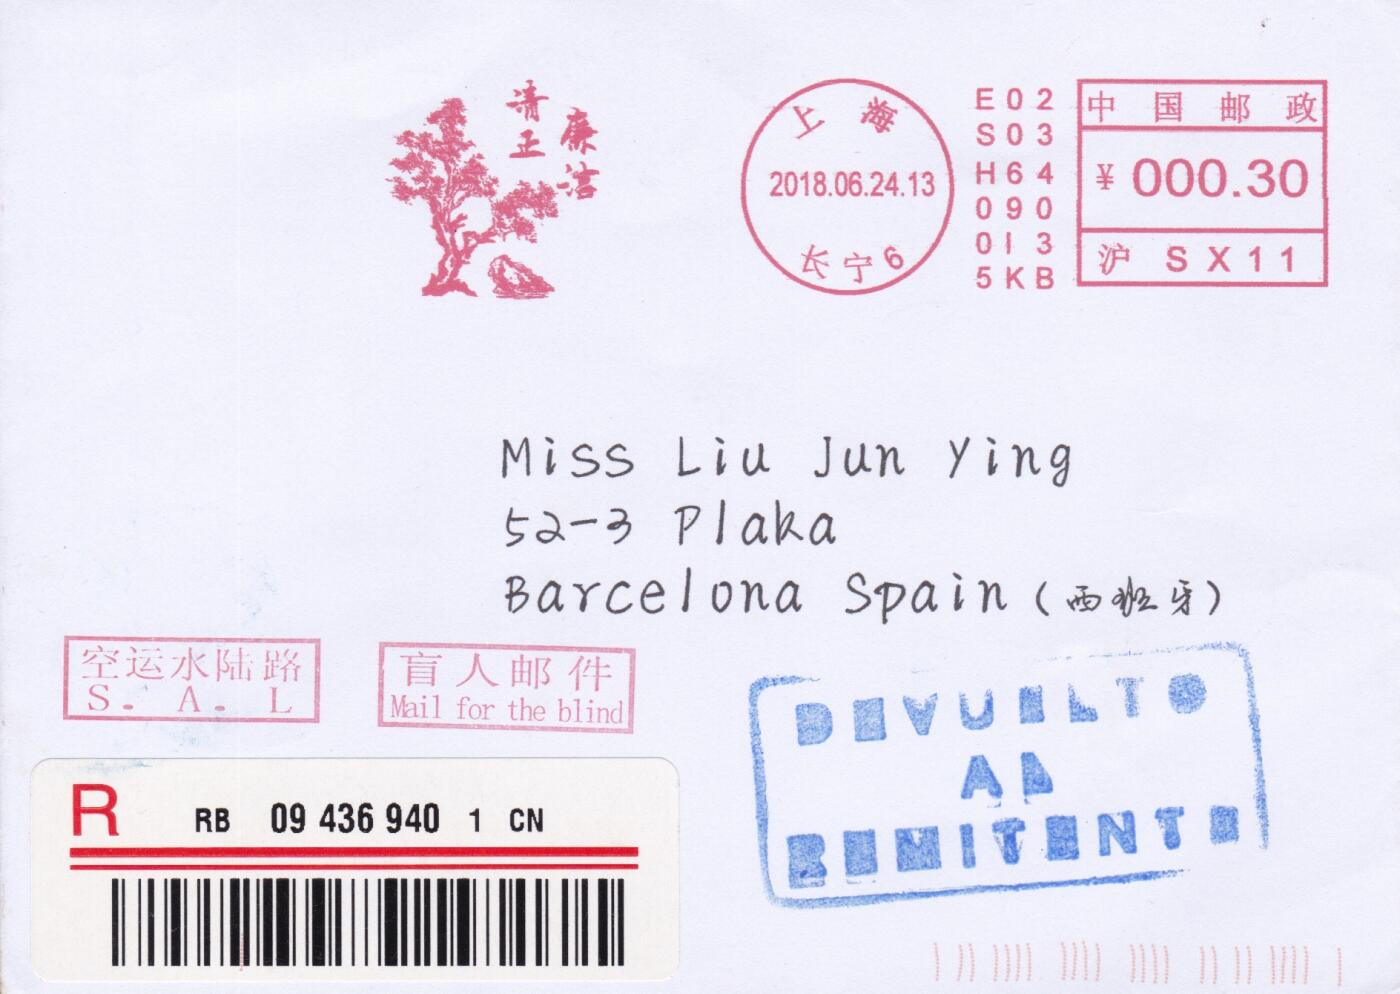 清正
廉洁
上海
2018.06.24.13
长宁6
E02
S03
H64
090
0I3
5KB
中国邮政
¥ 000.30
沪 SX11
Miss Liu Jun Ying
52-3 Plaka
Barcelona Spain (西班牙)
空运水陆路
S. A. L
盲人邮件
Mail for the blind
DEVUELTO
AL
REMITENTE
R
RB 09 436 940 1 CN